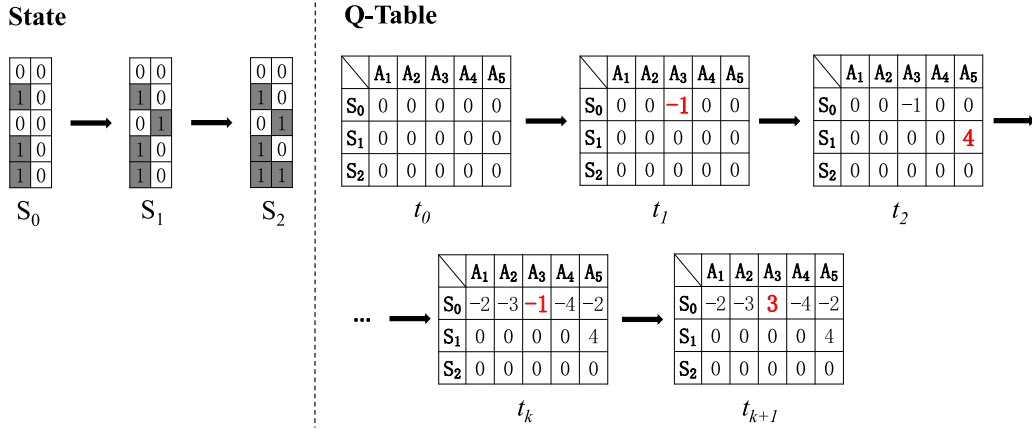 State
0 0
1 0
0 0
1 0
1 0
S0
0 0
1 0
0 1
1 0
1 0
S1
0 0
1 0
0 1
1 0
1 1
S2
Q-Table
A1 A2 A3 A4 A5
S0 0 0 0 0 0
S1 0 0 0 0 0
S2 0 0 0 0 0
t0
A1 A2 A3 A4 A5
S0 0 0 -1 0 0
S1 0 0 0 0 0
S2 0 0 0 0 0
t1
A1 A2 A3 A4 A5
S0 0 0 -1 0 0
S1 0 0 0 0 4
S2 0 0 0 0 0
t2
...
A1 A2 A3 A4 A5
S0 -2 -3 -1 -4 -2
S1 0 0 0 0 4
S2 0 0 0 0 0
tk
A1 A2 A3 A4 A5
S0 -2 -3 3 -4 -2
S1 0 0 0 0 4
S2 0 0 0 0 0
tk+1